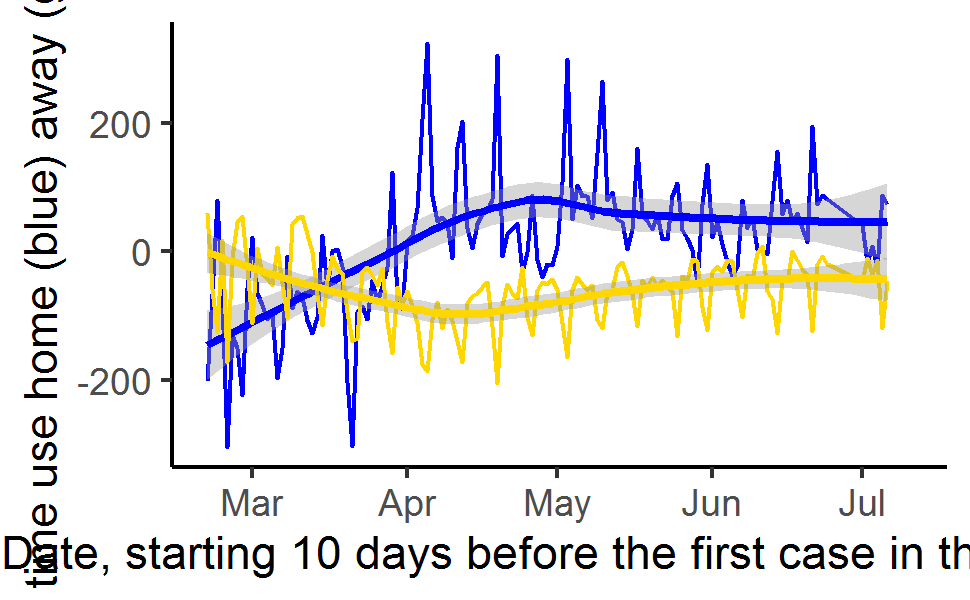 time use home (blue) away (
200
0
-200
Mar Apr May Jun Jul
Date, starting 10 days before the first case in th